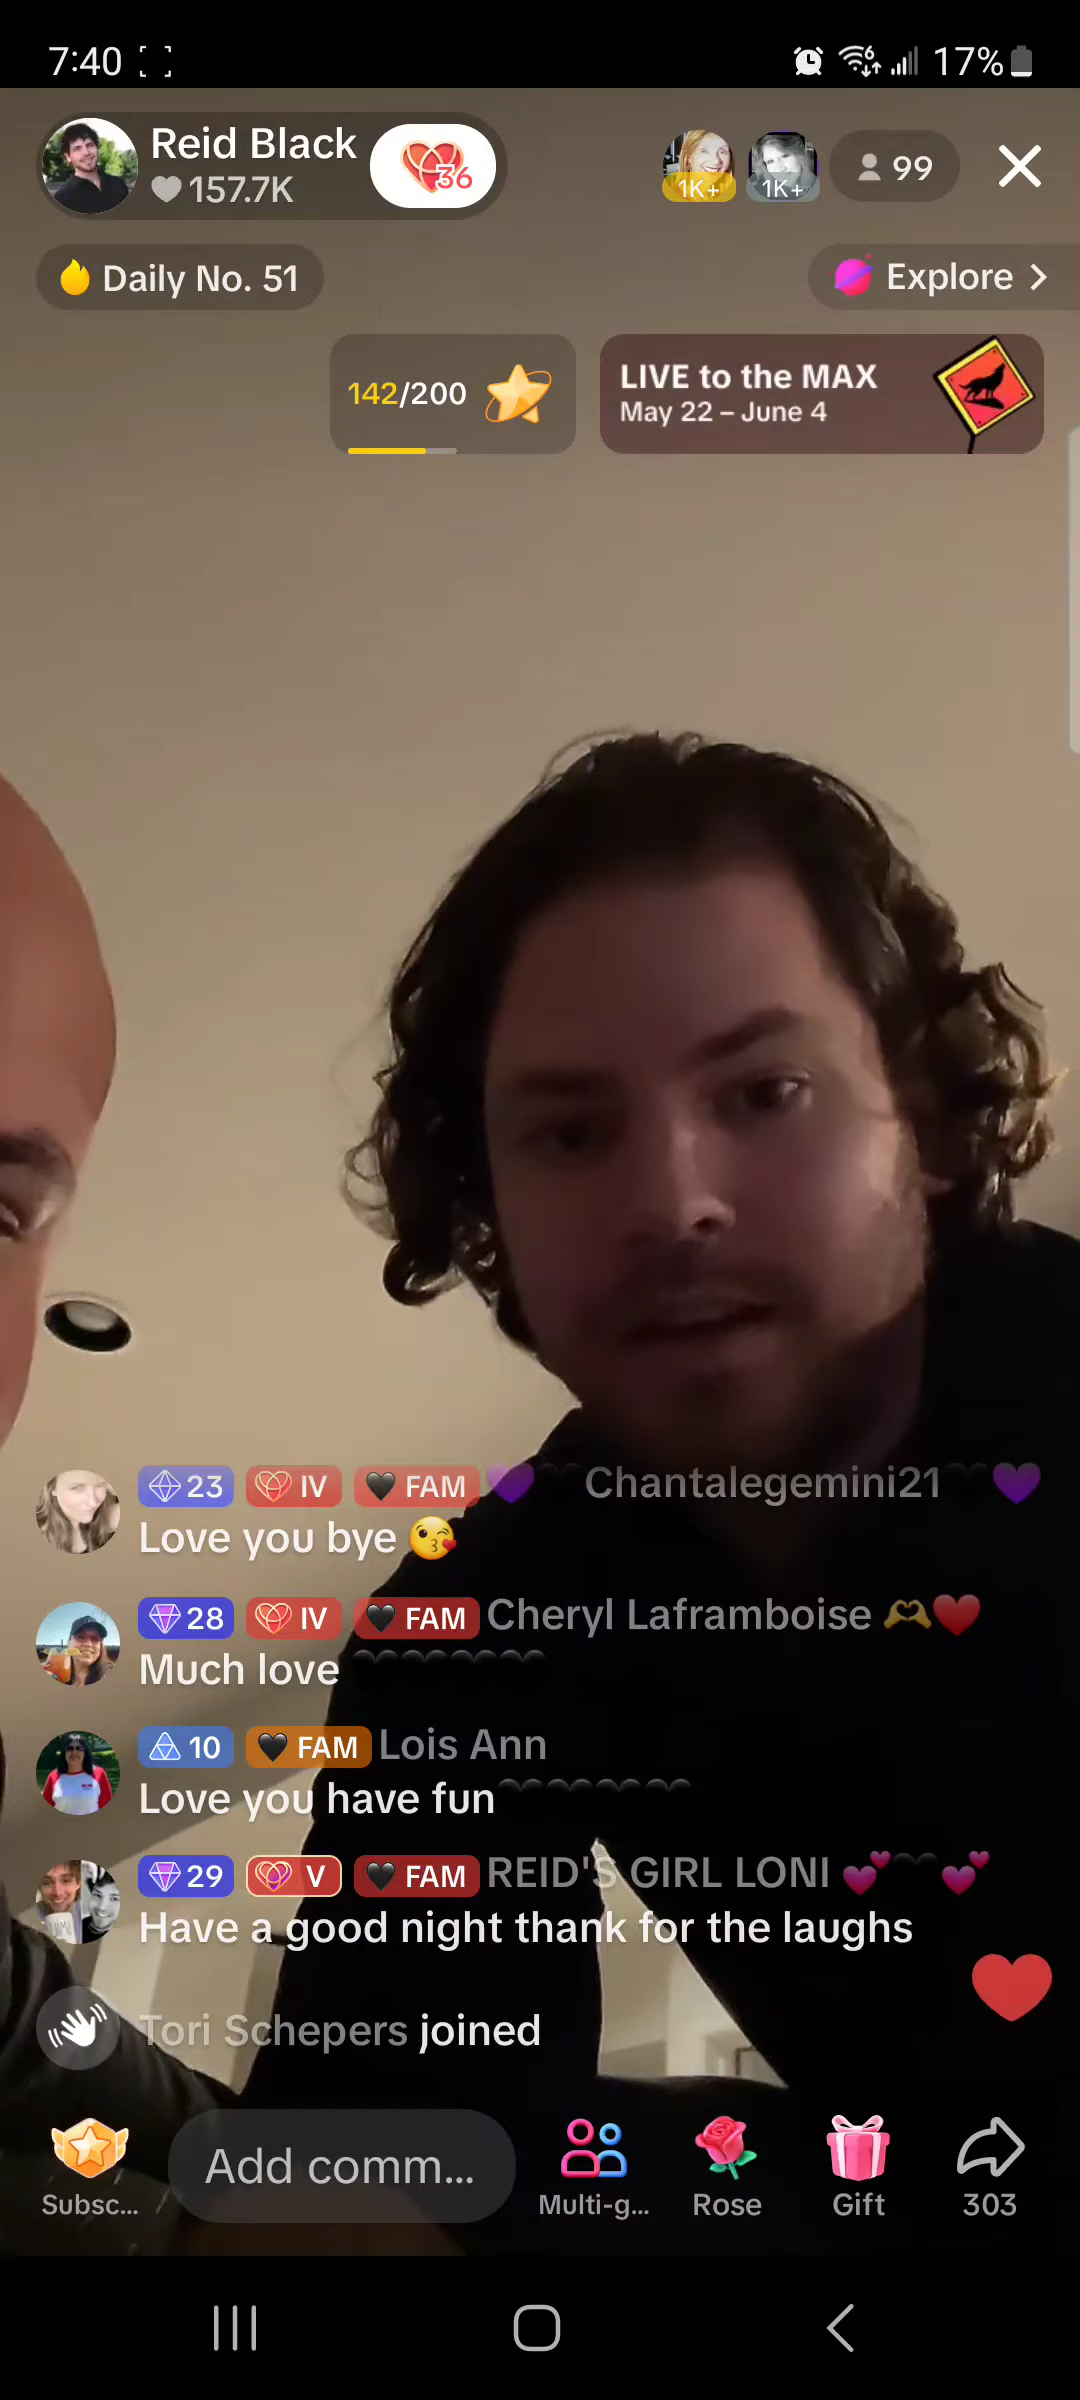 7:40
17%
Reid Black
157.7K
36
1K+
1K+
99
Daily No. 51
Explore
142/200
LIVE to the MAX
May 22 – June 4
23 IV 🖤 FAM 💜🖤 Chantalegemini21🖤💜
Love you bye 😘
28 IV 🖤 FAM Cheryl Laframboise 🫶❤️
Much love 🖤🖤🖤🖤🖤🖤🖤
10 🖤 FAM Lois Ann
Love you have fun🖤🖤🖤🖤🖤🖤🖤
29 V 🖤 FAM REID'S GIRL LONI 💕🖤💕
Have a good night thank for the laughs
Tori Schepers joined
Subsc...
Add comm...
Multi-g...
Rose
Gift
303